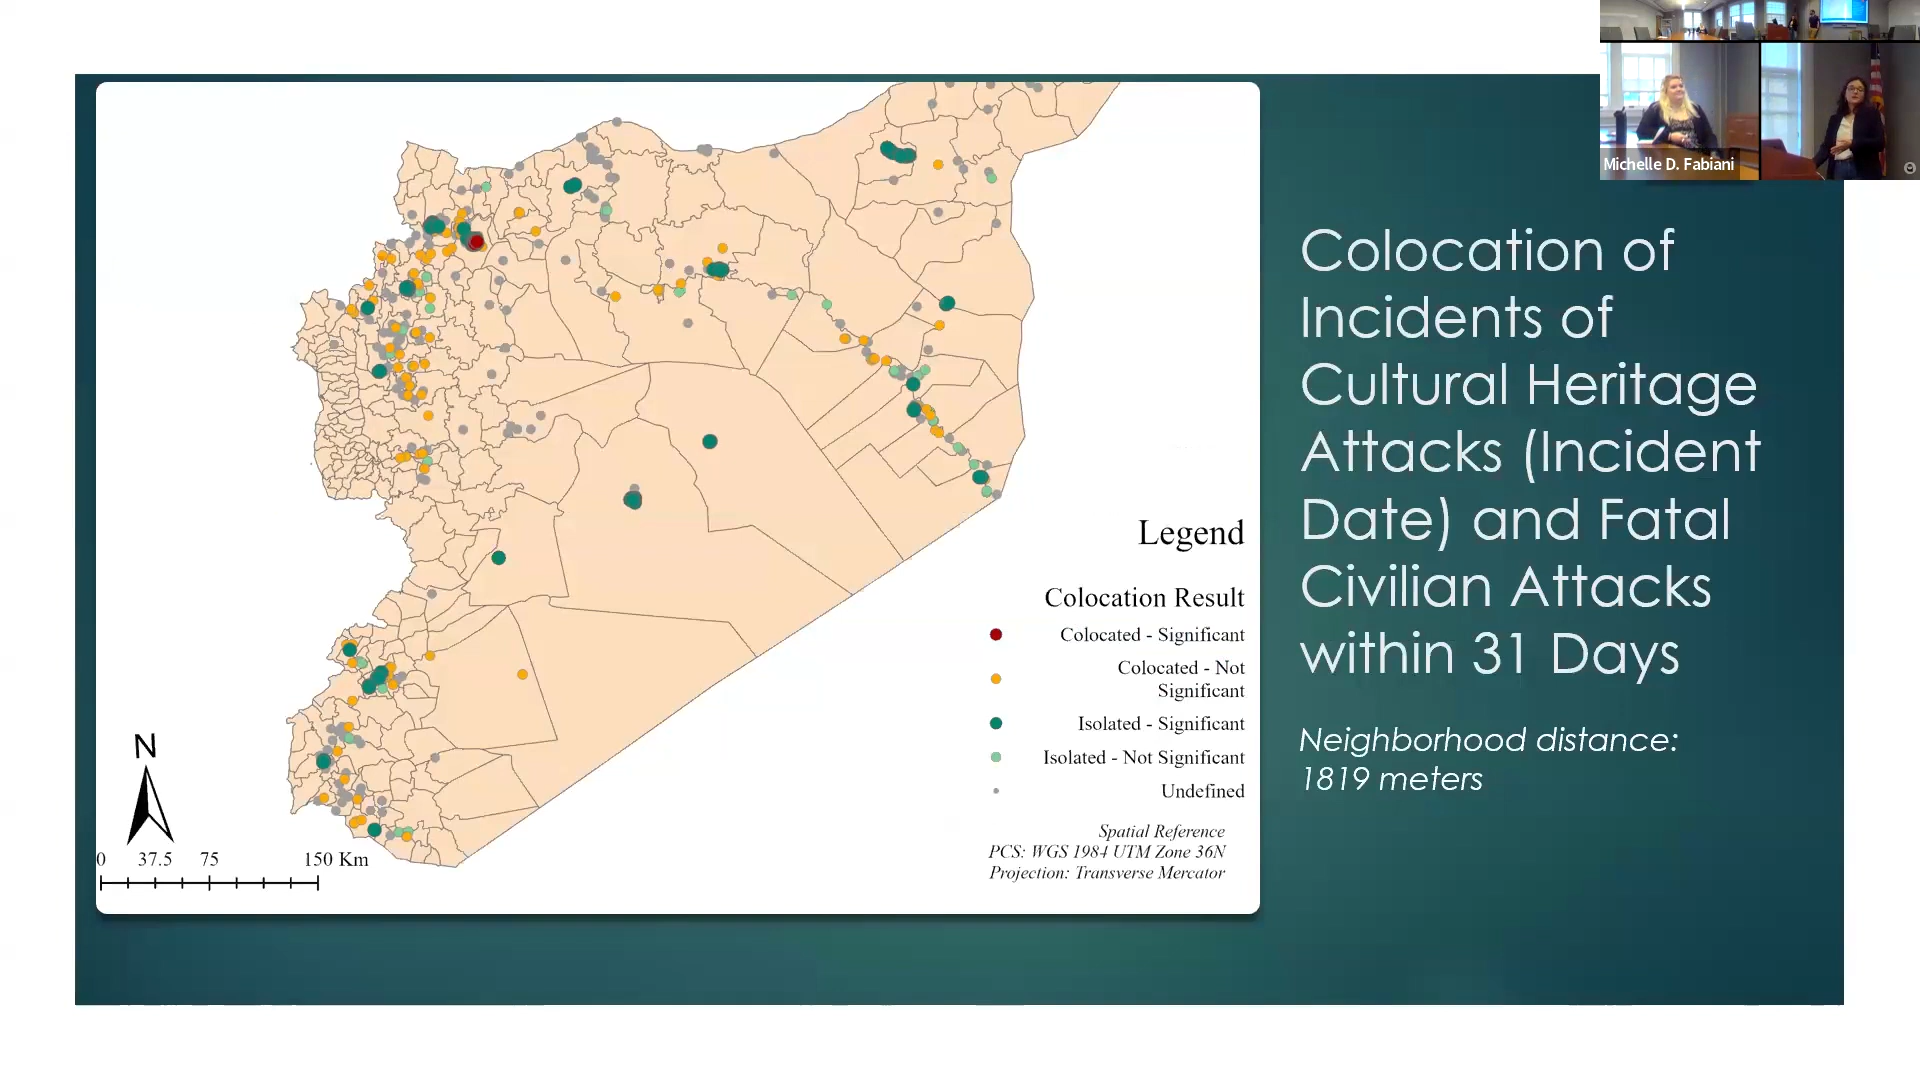 Michelle D. Fabiani
Colocation of
Incidents of
Cultural Heritage
Attacks (Incident
Date) and Fatal
Civilian Attacks
within 31 Days
Neighborhood distance:
1819 meters
Legend
Colocation Result
Colocated - Significant
Colocated - Not
Significant
Isolated - Significant
Isolated - Not Significant
Undefined
Spatial Reference
PCS: WGS 1984 UTM Zone 36N
Projection: Transverse Mercator
N
0 37.5 75 150 Km